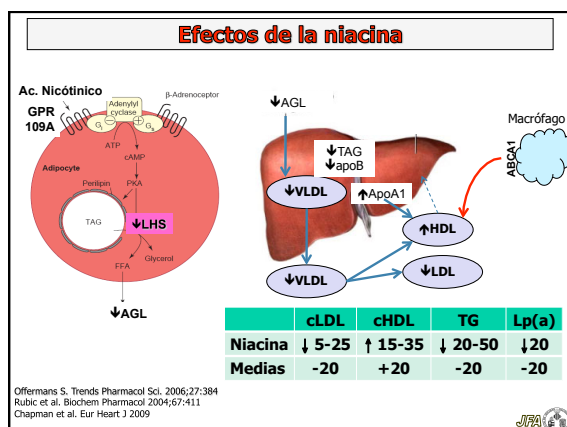 Efectos de la niacina
Ac. Nicótinico
GPR
109A
Adenylyl
cyclase
β-Adrenoceptor
Gi
Gs
ATP
cAMP
Adipocyte
Perilipin
PKA
TAG
↓LHS
FFA
Glycerol
↓AGL
↓AGL
↓TAG
↓apoB
↓VLDL
↑ApoA1
↑HDL
↓VLDL
↓LDL
Macrófago
ABCA1
cLDL cHDL TG Lp(a)
Niacina ↓ 5-25 ↑ 15-35 ↓ 20-50 ↓20
Medias -20 +20 -20 -20
Offermans S. Trends Pharmacol Sci. 2006;27:384
Rubic et al. Biochem Pharmacol 2004;67:411
Chapman et al. Eur Heart J 2009
JFA